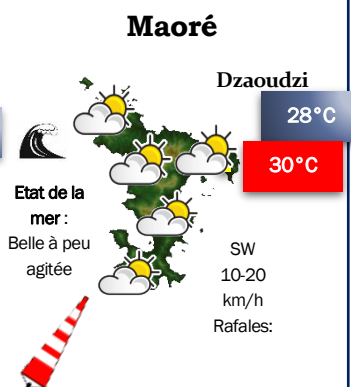 Maoré
Dzaoudzi
28°C
30°C
Etat de la
mer :
Belle à peu
agitée
SW
10-20
km/h
Rafales: